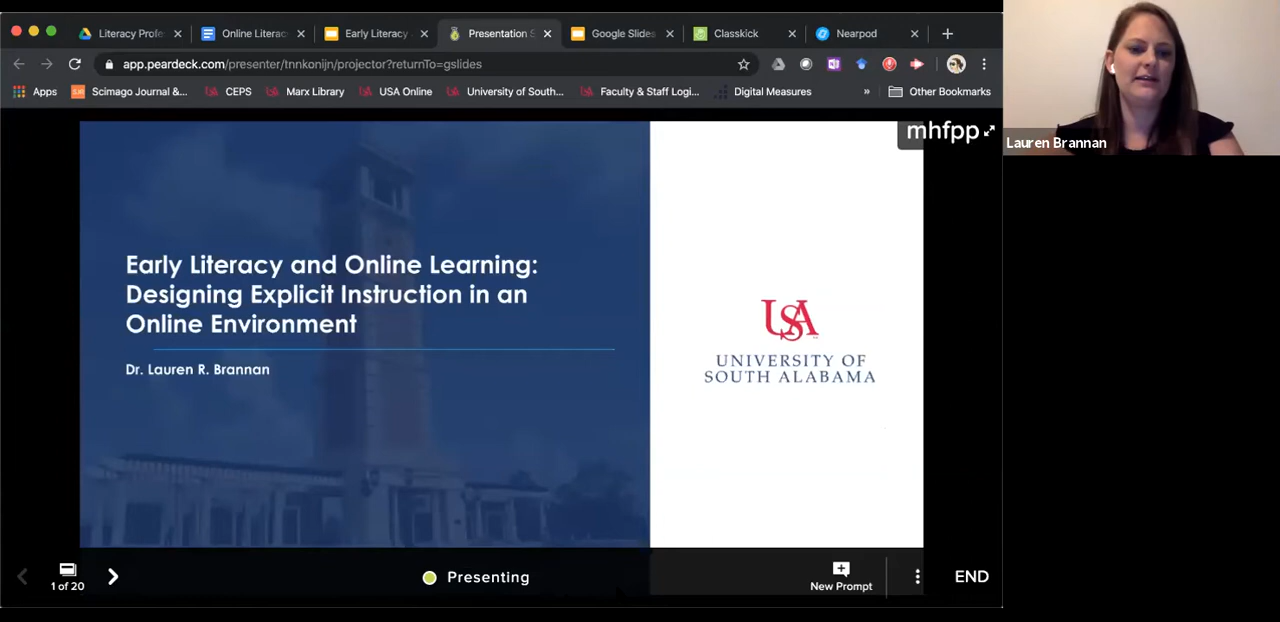 Literacy Profe
Online Literac
Early Literacy
Presentation S
Google Slides
Classkick
Nearpod
app.peardeck.com/presenter/tnnkonijn/projector?returnTo=gslides
Apps
Scimago Journal &...
CEPS
Marx Library
USA Online
University of South...
Faculty & Staff Logi...
Digital Measures
»
Other Bookmarks
mhfpp
Lauren Brannan
Early Literacy and Online Learning:
Designing Explicit Instruction in an
Online Environment
Dr. Lauren R. Brannan
USA
UNIVERSITY OF
SOUTH ALABAMA
1 of 20
Presenting
New Prompt
END